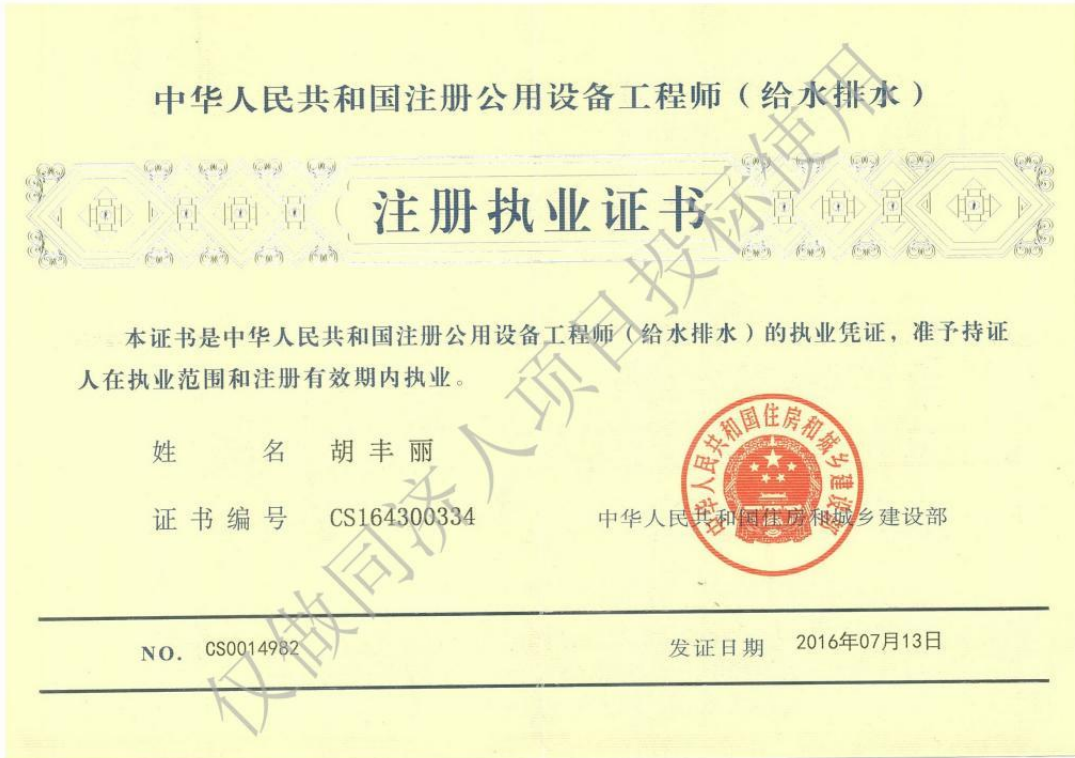 中华人民共和国注册公用设备工程师（给水排水）
注册执业证书
本证书是中华人民共和国注册公用设备工程师（给水排水）的执业凭证，准予持证
人在执业范围和注册有效期内执业。
姓 名 胡丰丽
证书编号 CS164300334
中华人民共和国住房和城乡建设部
中华人民共和国住房和城乡建设部
NO. CS0014982
发证日期 2016年07月13日
仅做同济人项目投标使用